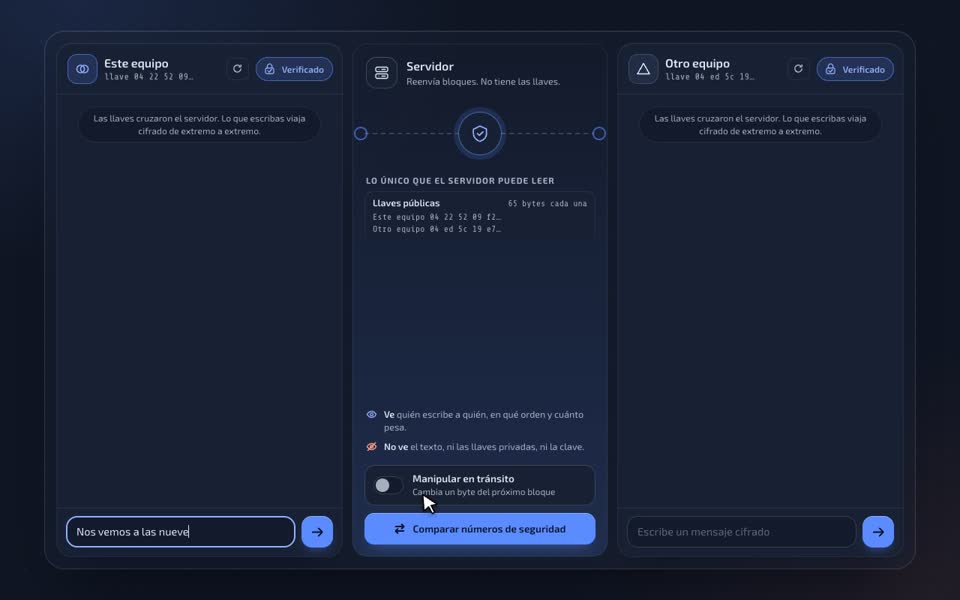 Este equipo
llave 04 22 52 09…
Verificado
Las llaves cruzaron el servidor. Lo que escribas viaja
cifrado de extremo a extremo.
Nos vemos a las nueve
Servidor
Reenvía bloques. No tiene las llaves.
LO ÚNICO QUE EL SERVIDOR PUEDE LEER
Llaves públicas 65 bytes cada una
Este equipo 04 22 52 09 f2…
Otro equipo 04 ed 5c 19 e7…
Ve quién escribe a quién, en qué orden y cuánto
pesa.
No ve el texto, ni las llaves privadas, ni la clave.
Manipular en tránsito
Cambia un byte del próximo bloque
Comparar números de seguridad
Otro equipo
llave 04 ed 5c 19…
Verificado
Las llaves cruzaron el servidor. Lo que escribas viaja
cifrado de extremo a extremo.
Escribe un mensaje cifrado